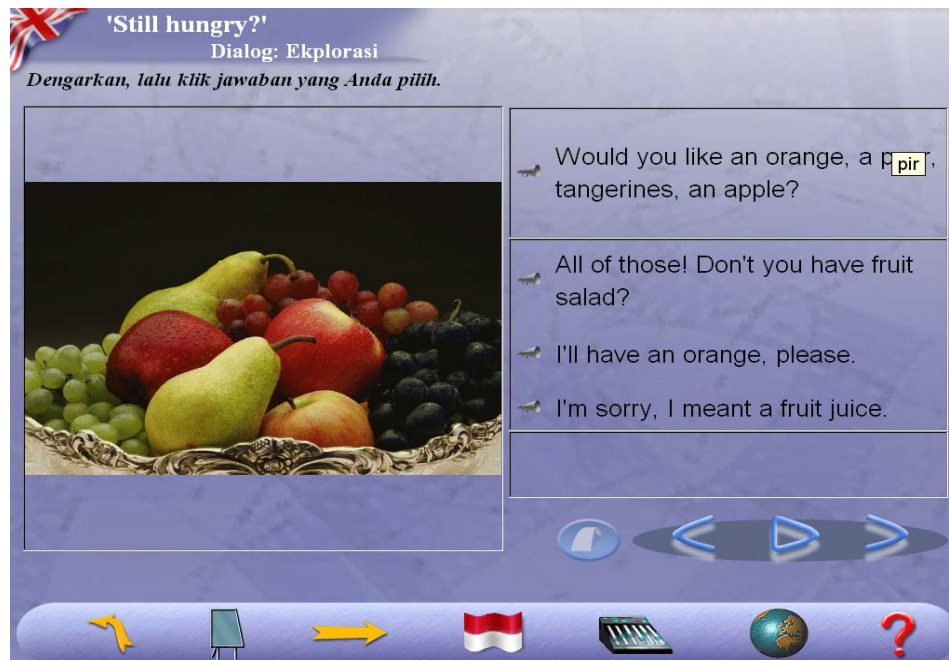 'Still hungry?'
Dialog: Ekplorasi
Dengarkan, lalu klik jawaban yang Anda pilih.
Would you like an orange, a
pir
tangerines, an apple?
All of those! Don't you have fruit
salad?
I'll have an orange, please.
I'm sorry, I meant a fruit juice.
?